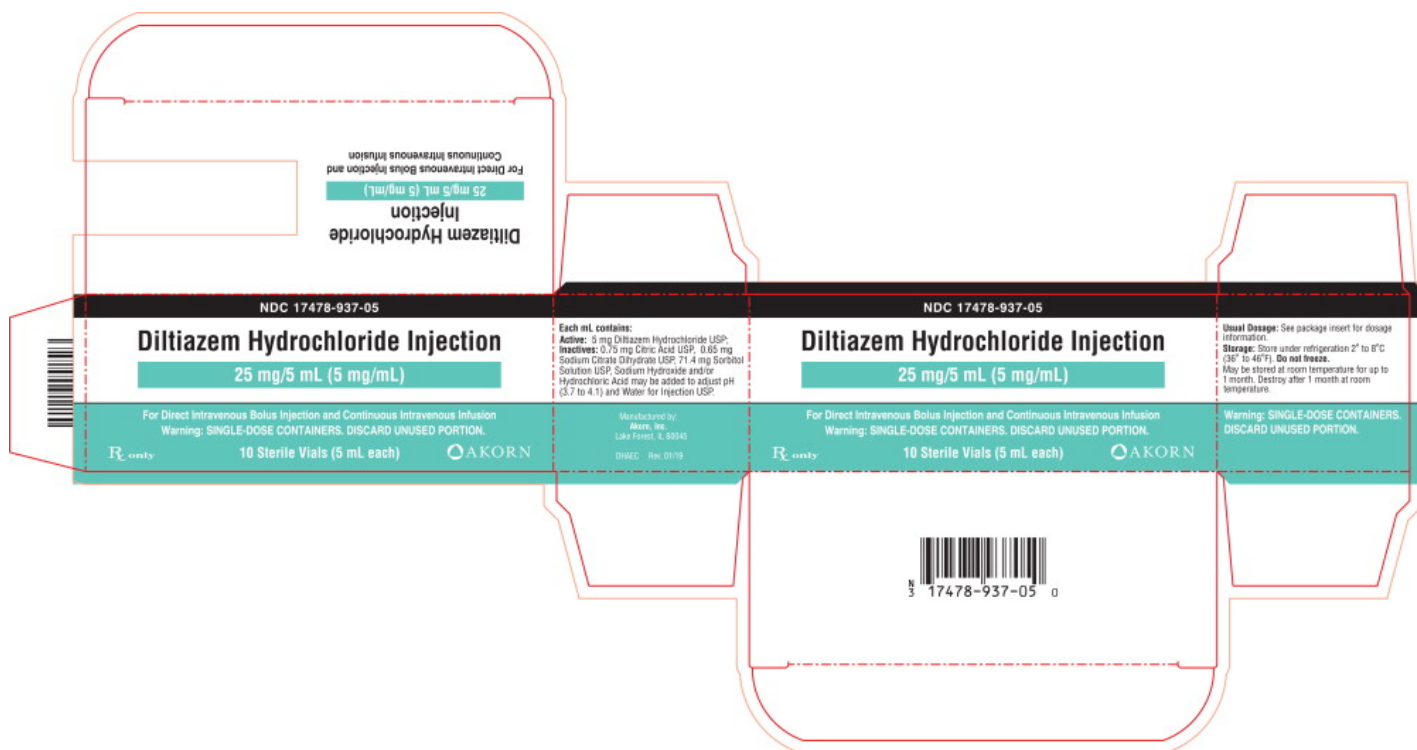 Diltiazem Hydrochloride
Injection
25 mg/5 mL (5 mg/mL)
For Direct Intravenous Bolus Injection and
Continuous Intravenous Infusion
NDC 17478-937-05
Diltiazem Hydrochloride Injection
25 mg/5 mL (5 mg/mL)
For Direct Intravenous Bolus Injection and Continuous Intravenous Infusion
Warning: SINGLE-DOSE CONTAINERS. DISCARD UNUSED PORTION.
Rx only
10 Sterile Vials (5 mL each)
AKORN
Each mL contains:
Active: 5 mg Diltiazem Hydrochloride USP;
Inactives: 0.75 mg Citric Acid USP, 0.65 mg
Sodium Citrate Dihydrate USP, 71.4 mg Sorbitol
Solution USP, Sodium Hydroxide and/or
Hydrochloric Acid may be added to adjust pH
(3.7 to 4.1) and Water for Injection USP.
Manufactured by:
Akorn, Inc.
Lake Forest, IL 60045
DHAEC Rev. 01/19
NDC 17478-937-05
Diltiazem Hydrochloride Injection
25 mg/5 mL (5 mg/mL)
For Direct Intravenous Bolus Injection and Continuous Intravenous Infusion
Warning: SINGLE-DOSE CONTAINERS. DISCARD UNUSED PORTION.
Rx only
10 Sterile Vials (5 mL each)
AKORN
Usual Dosage: See package insert for dosage
information.
Storage: Store under refrigeration 2° to 8°C
(36° to 46°F). Do not freeze.
May be stored at room temperature for up to
1 month. Destroy after 1 month at room
temperature.
Warning: SINGLE-DOSE CONTAINERS.
DISCARD UNUSED PORTION.
N
3 17478-937-05 0